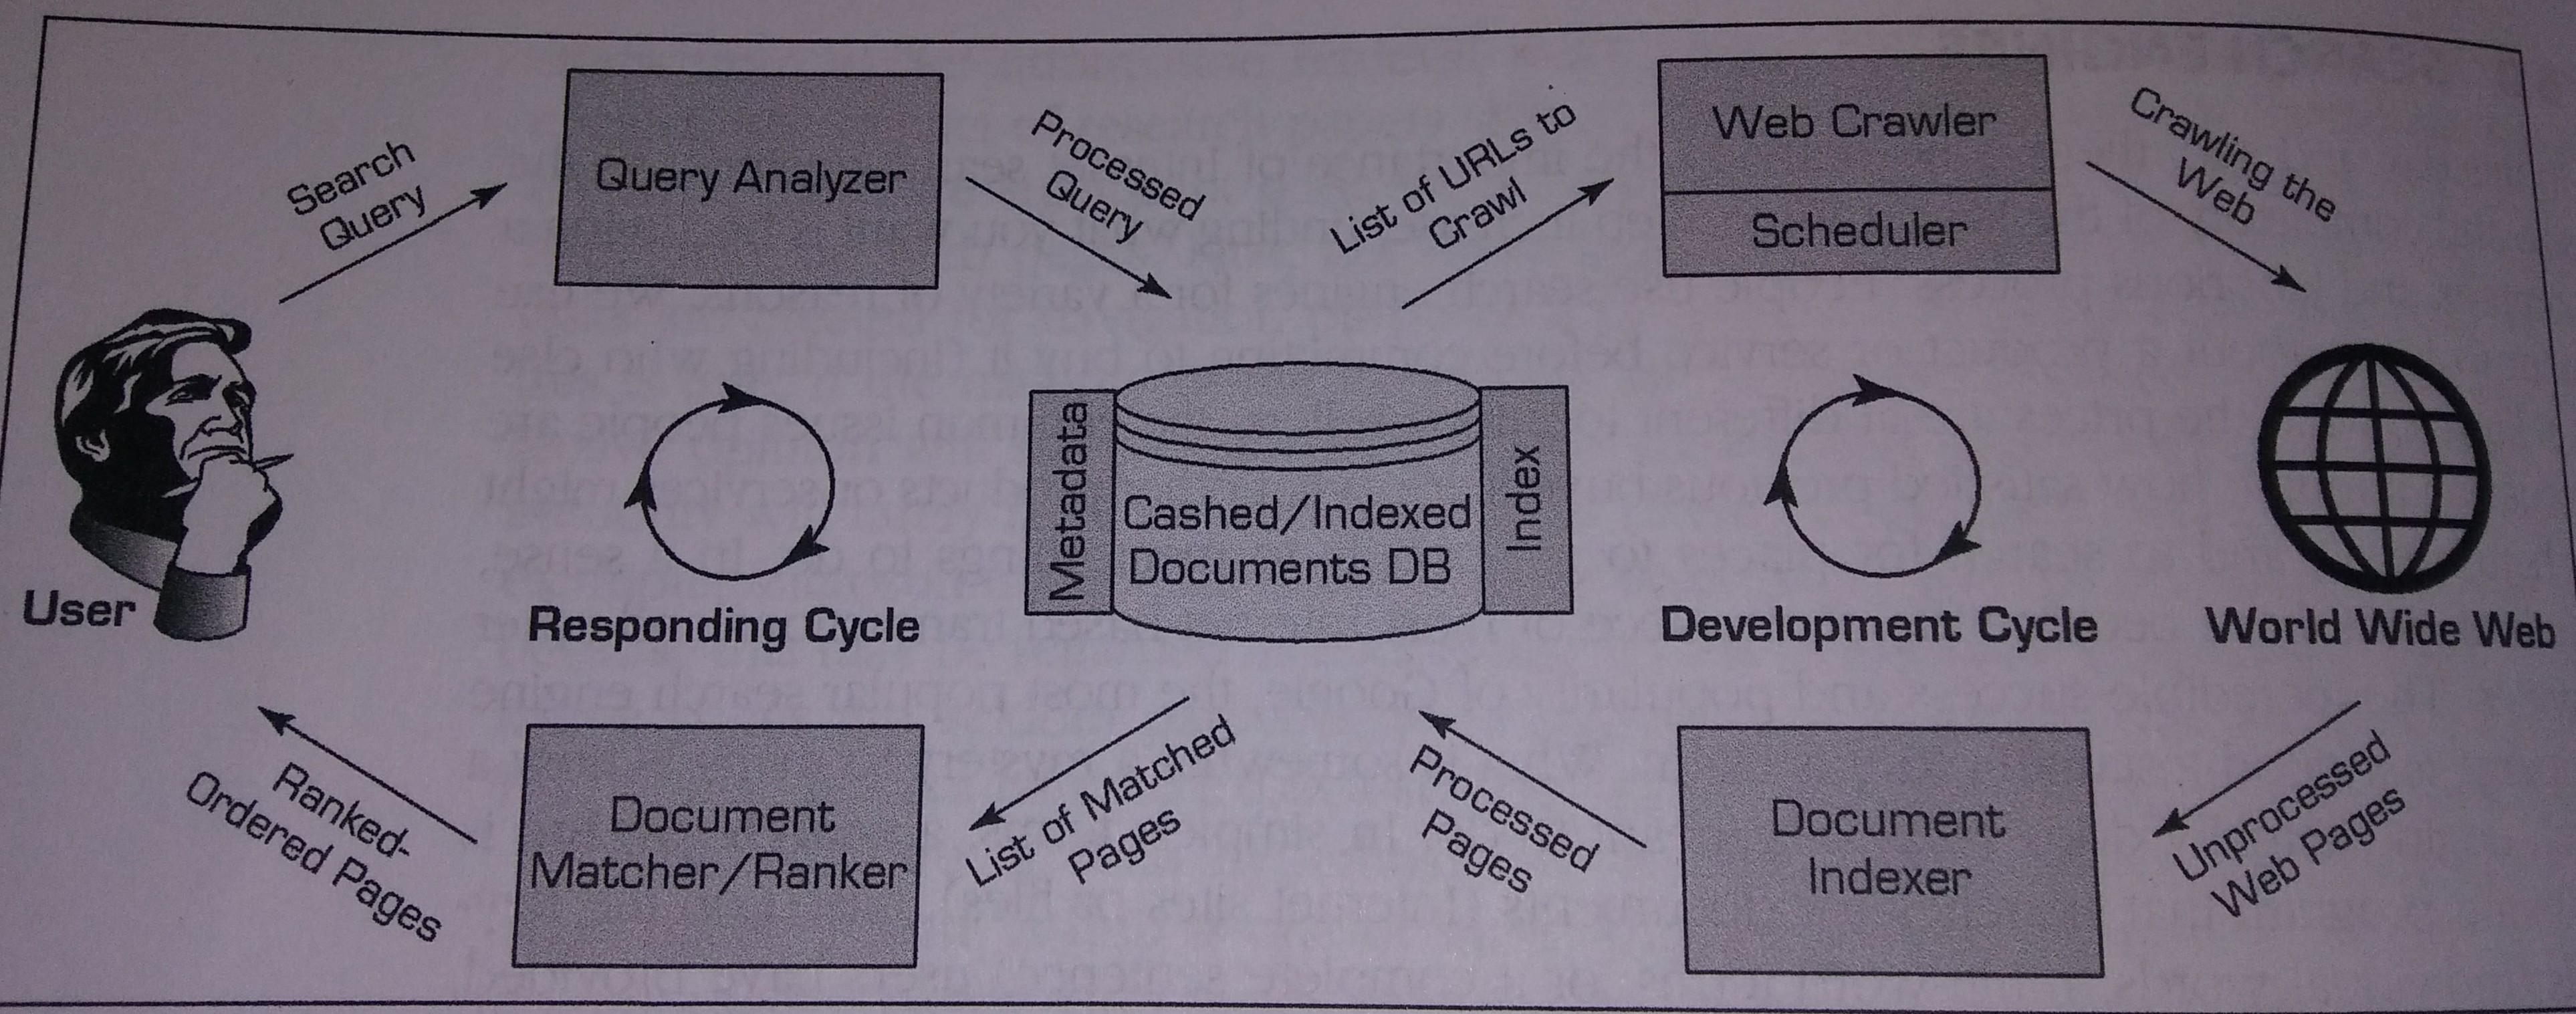 Search
Query
Query Analyzer
Processed
Query
List of URLs to
Crawl
Web Crawler
Scheduler
Crawling the
Web
User
Responding Cycle
Metadata
Cashed/Indexed
Documents DB
Index
Development Cycle
World Wide Web
Ranked-
Ordered Pages
Document
Matcher/Ranker
List of Matched
Pages
Processed
Pages
Document
Indexer
Unprocessed
Web Pages